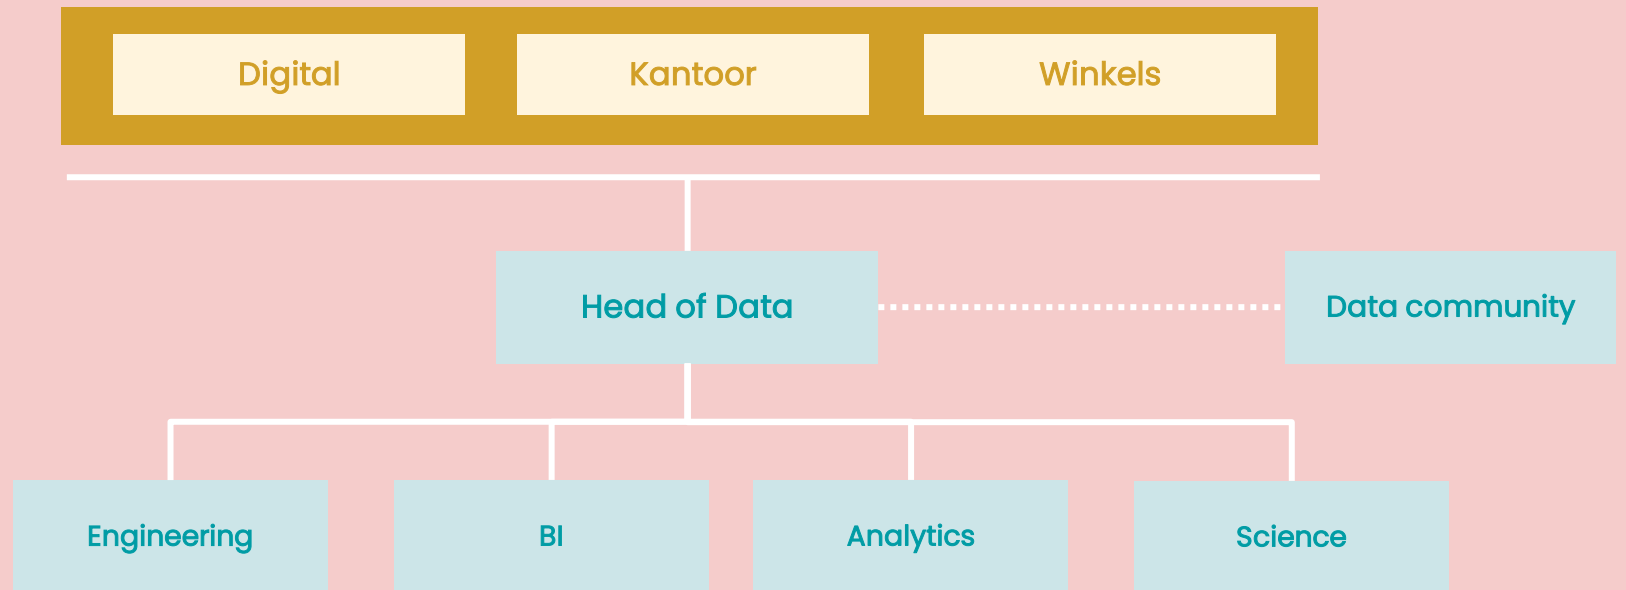 Digital
Kantoor
Winkels
Head of Data
Data community
Engineering
BI
Analytics
Science